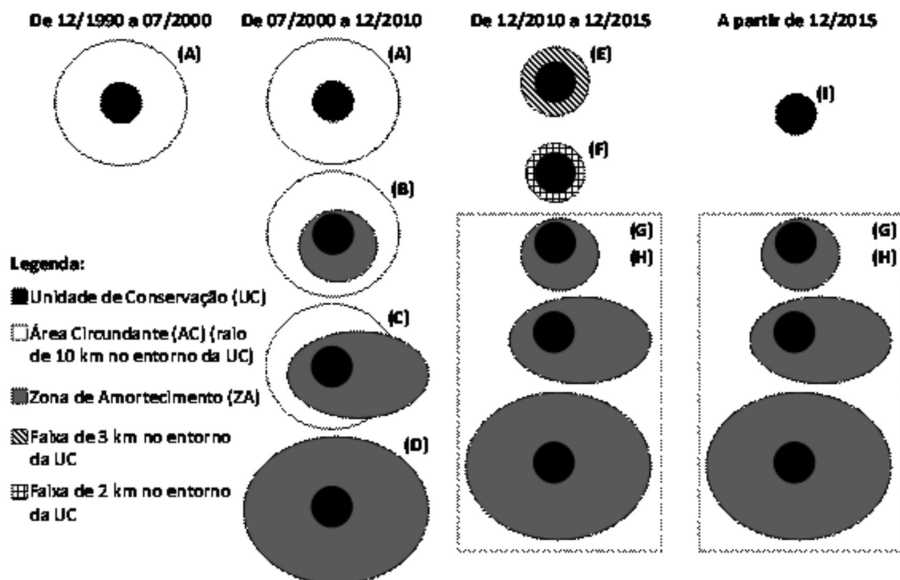 De 12/1990 a 07/2000
De 07/2000 a 12/2010
De 12/2010 a 12/2015
A partir de 12/2015
(A)
(A)
(E)
(I)
(F)
(B)
(G)
(H)
(G)
(H)
(C)
(D)
Legenda:
Unidade de Conservação (UC)
Área Circundante (AC) (raio
de 10 km no entorno da UC)
Zona de Amortecimento (ZA)
Faixa de 3 km no entorno
da UC
Faixa de 2 km no entorno
da UC